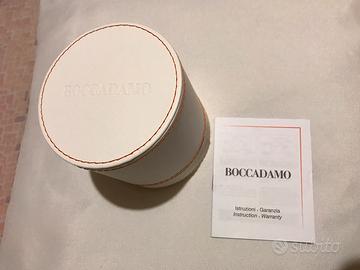 BOCCADAMO
BOCCADAMO
Istruzioni - Garanzia
Instruction - Warranty
subito